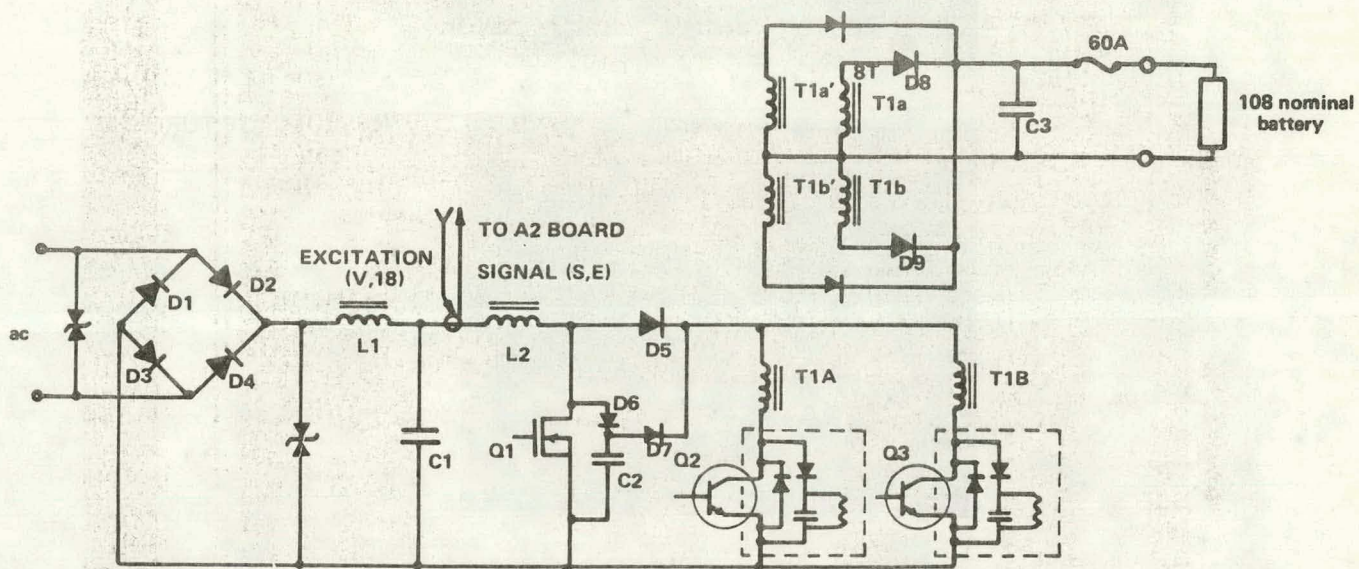 60A
8T
D8
T1a'
T1a
C3
108 nominal
battery
T1b'
T1b
D9
TO A2 BOARD
EXCITATION
(V,18)
SIGNAL (S,E)
D1
D2
ac
L1
L2
D5
D3
D4
T1A
T1B
D6
D7
Q1
C1
C2
Q2
Q3